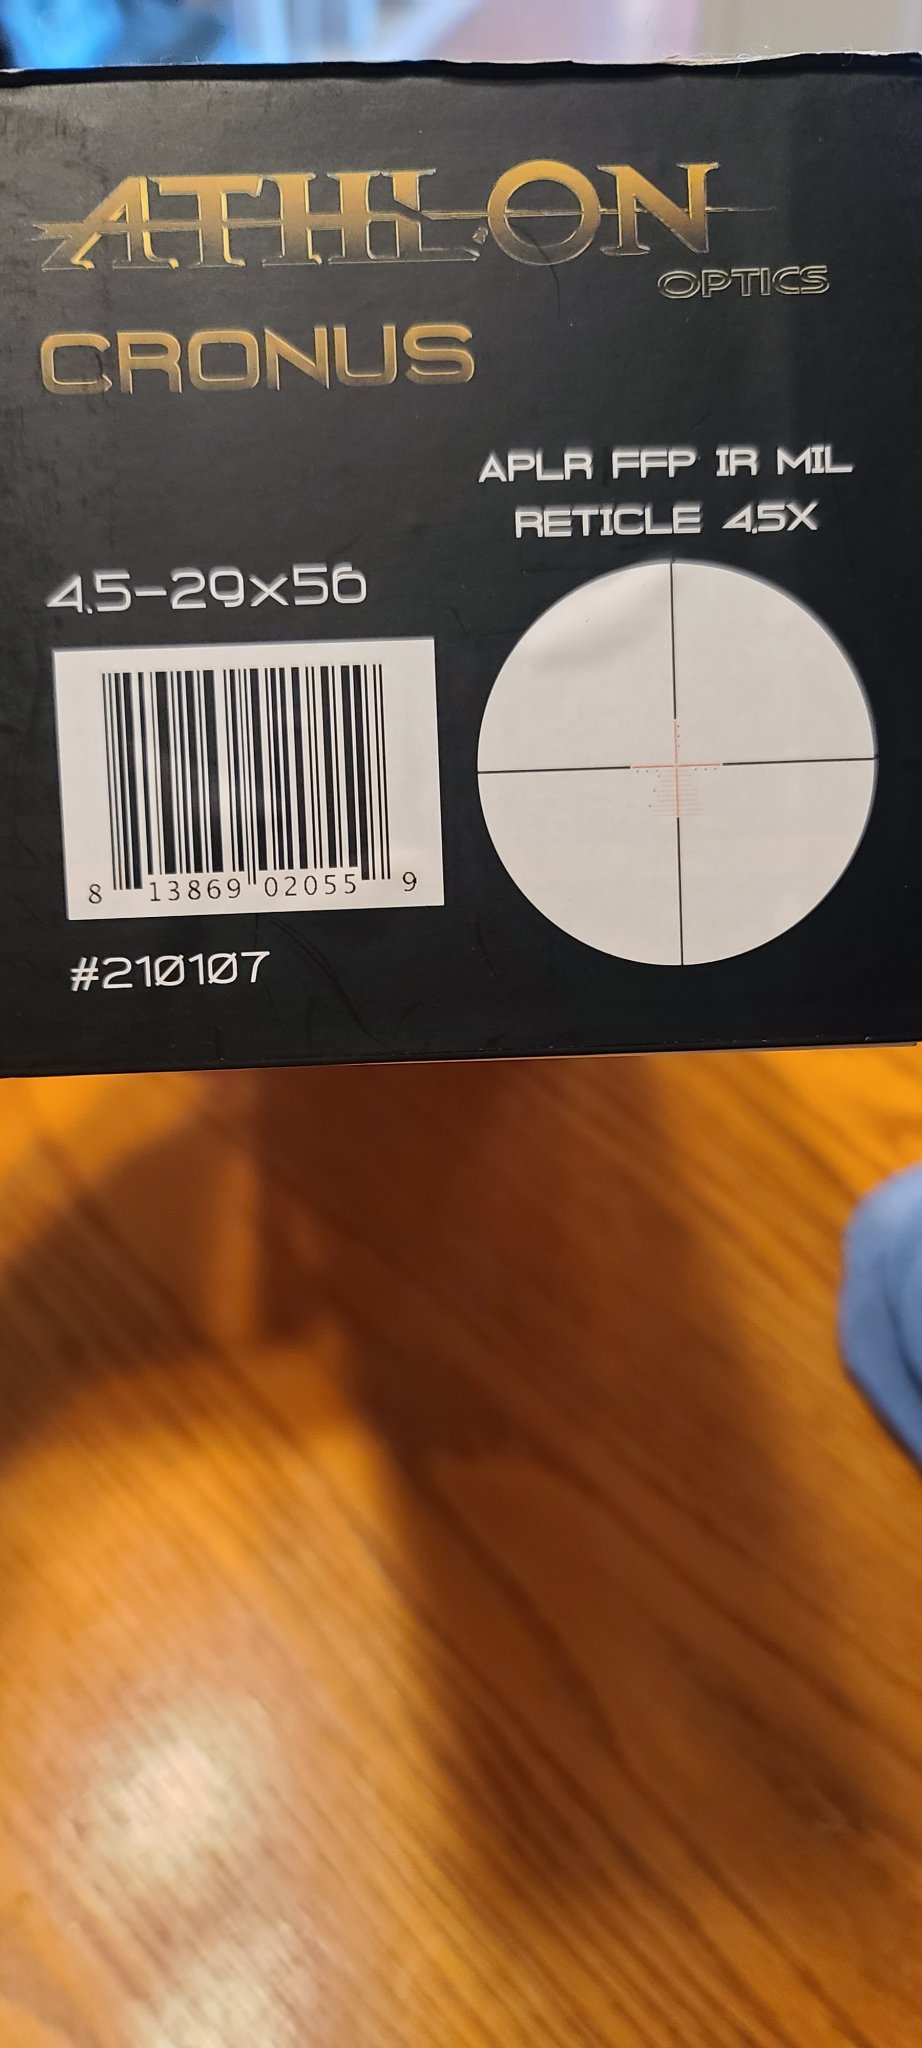 ATHLON
OPTICS
CRONUS
APLR FFP IR MIL
RETICLE 4.5X
4.5-29x56
8 13869 02055 9
#210107